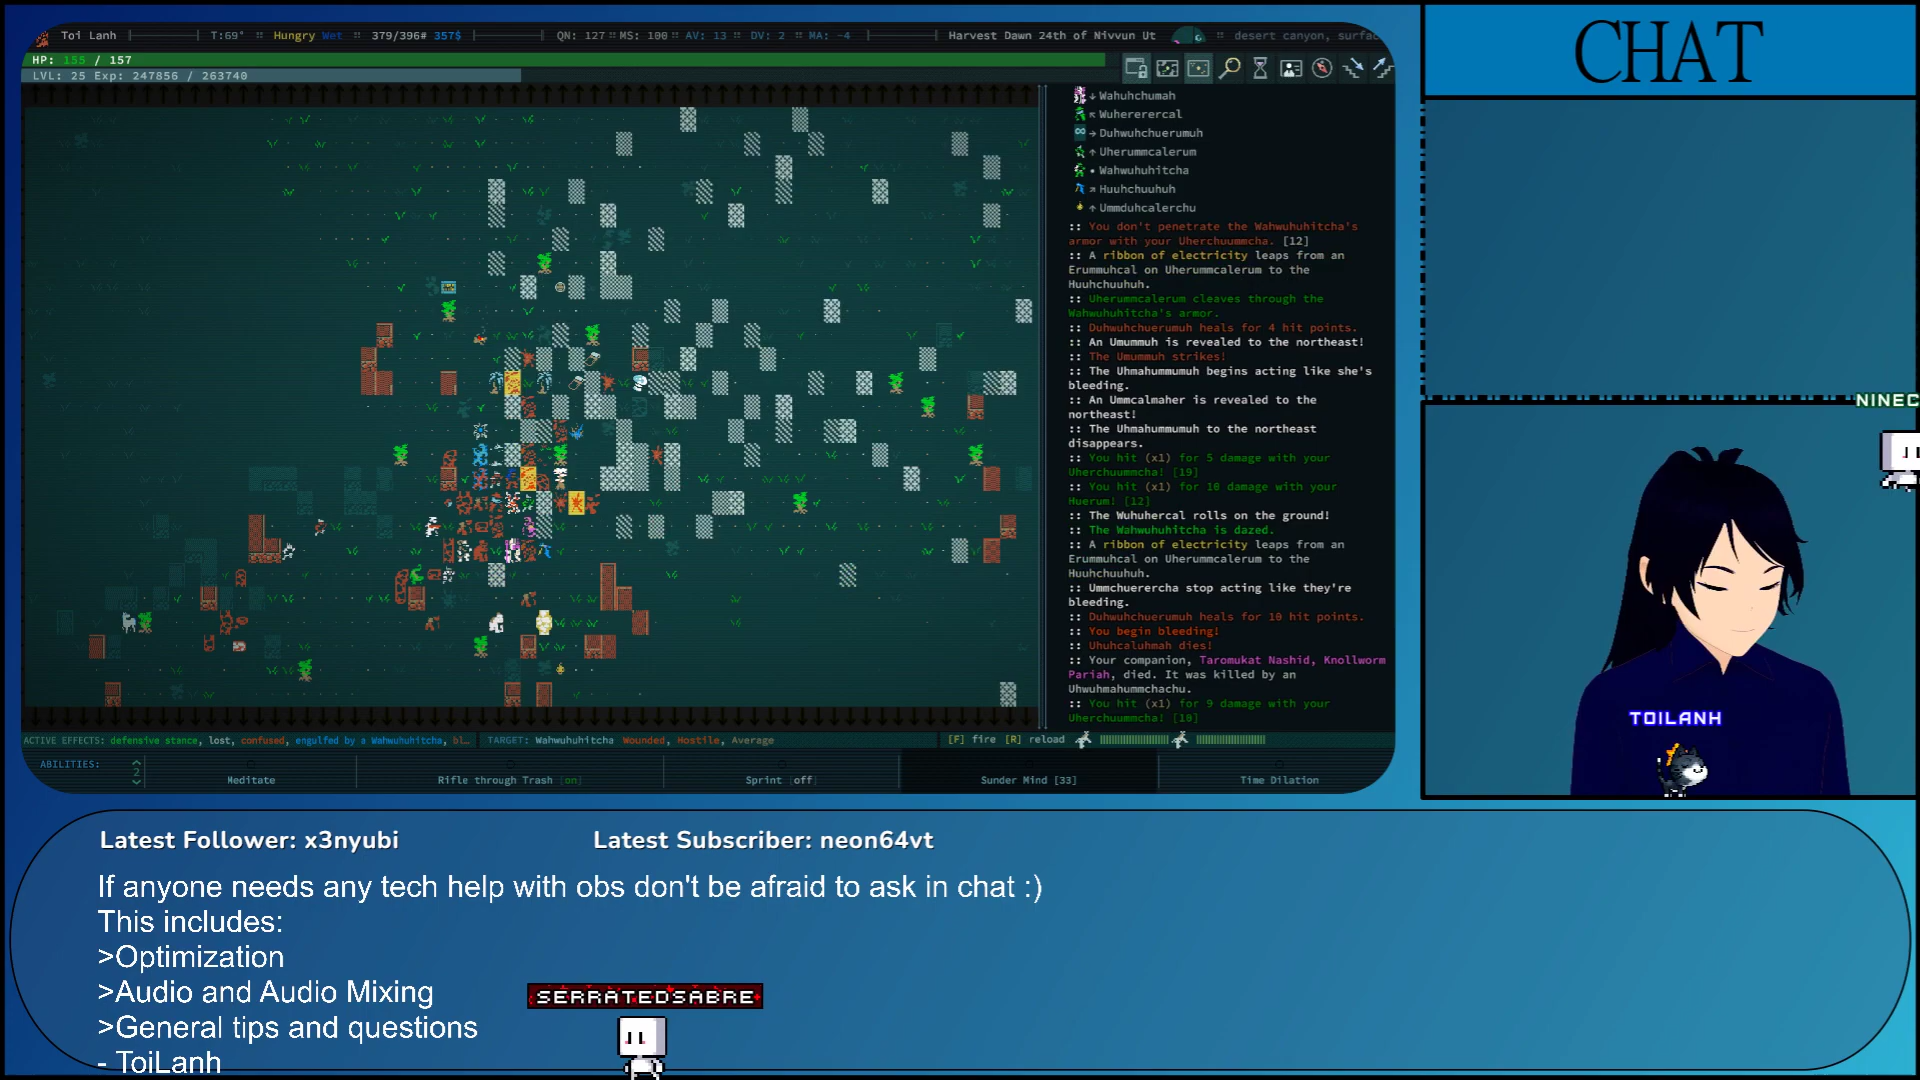 Toi Lanh
T:69° :: Hungry Wet :: 379/396# 357$
QN: 127 :: MS: 100 :: AV: 13 :: DV: 2 :: MA: -4
Harvest Dawn 24th of Nivvun Ut
:: desert canyon, surfac
HP: 155 / 157
LVL: 25 Exp: 247856 / 263740
Wahuhchumah
Wuhererercal
Duhwuhchuerumuh
Uherummcalerum
Wahwuhuhitcha
Huuhchuuhuh
Ummduhcalerchu
:: You don't penetrate the Wahwuhuhitcha's
armor with your Uherchuummcha. [12]
:: A ribbon of electricity leaps from an
Erummuhcal on Uherummcalerum to the
Huuhchuuhuh.
:: Uherummcalerum cleaves through the
Wahwuhuhitcha's armor.
:: Duhwuhchuerumuh heals for 4 hit points.
:: An Umummuh is revealed to the northeast!
:: The Umummuh strikes!
:: The Uhmahummumuh begins acting like she's
bleeding.
:: An Ummcalmaher is revealed to the
northeast!
:: The Uhmahummumuh to the northeast
disappears.
:: You hit (x1) for 5 damage with your
Uherchuummcha! [19]
:: You hit (x1) for 10 damage with your
Huerum! [12]
:: The Wuhuhercal rolls on the ground!
:: The Wahwuhuhitcha is dazed.
:: A ribbon of electricity leaps from an
Erummuhcal on Uherummcalerum to the
Huuhchuuhuh.
:: Ummchuerercha stop acting like they're
bleeding.
:: Duhwuhchuerumuh heals for 10 hit points.
:: You begin bleeding!
:: Uhuhcaluhmah dies!
:: Your companion, Taromukat Nashid, Knollworm
Pariah, died. It was killed by an
Uhwuhmahummchachu.
:: You hit (x1) for 9 damage with your
Uherchuummcha! [10]
ACTIVE EFFECTS: defensive stance, lost, confused, engulfed by a Wahwuhuhitcha, bl…
TARGET: Wahwuhuhitcha Wounded, Hostile, Average
[F] fire [R] reload
ABILITIES:
2
Meditate
Rifle through Trash [on]
Sprint [off]
Sunder Mind [33]
Time Dilation
CHAT
NINEC
TOILANH
Latest Follower: x3nyubi
Latest Subscriber: neon64vt
If anyone needs any tech help with obs don't be afraid to ask in chat :)
This includes:
>Optimization
>Audio and Audio Mixing
>General tips and questions
- ToiLanh
SERRATEDSABRE